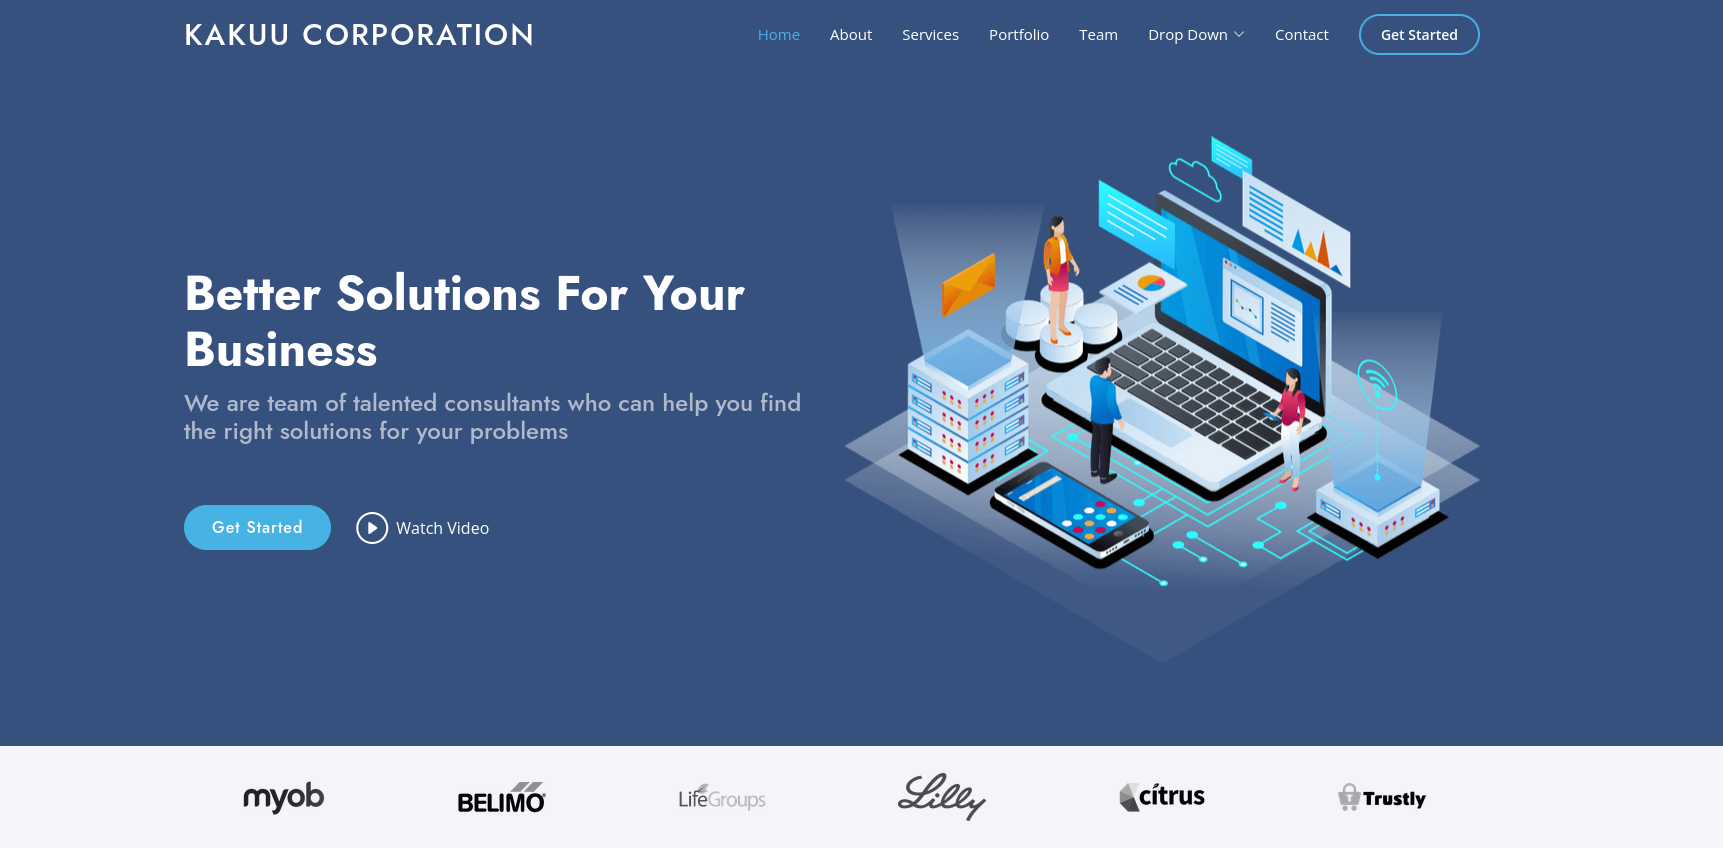 KAKUU CORPORATION
Home About Services Portfolio Team Drop Down Contact Get Started
Better Solutions For Your
Business
We are team of talented consultants who can help you find
the right solutions for your problems
Get Started Watch Video
myob BELIMO LifeGroups Lilly cítrus Trustly